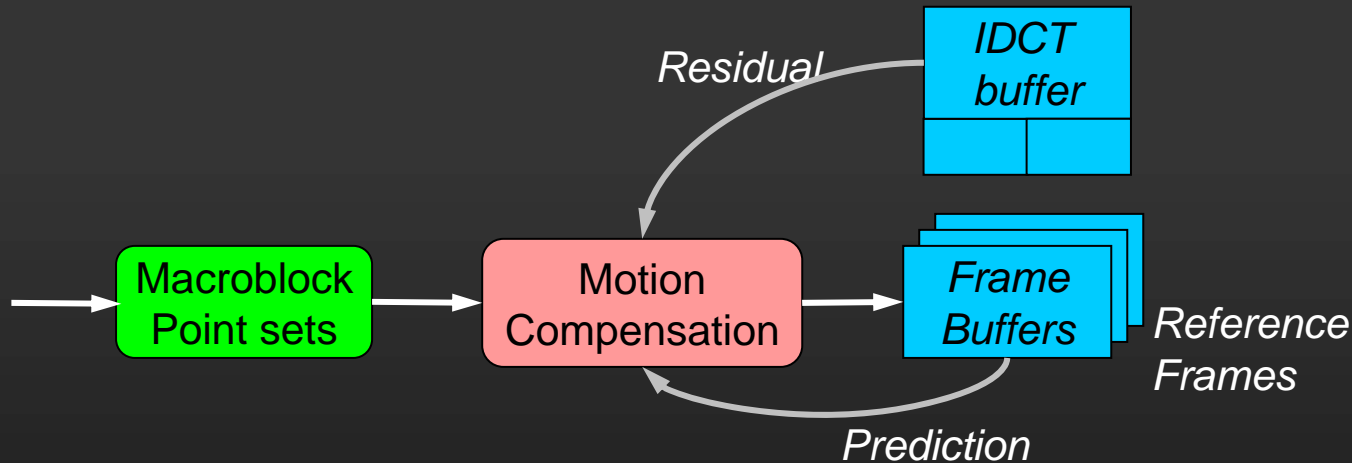 IDCT
buffer
Residual
Macroblock
Point sets
Motion
Compensation
Frame
Buffers
Reference
Frames
Prediction